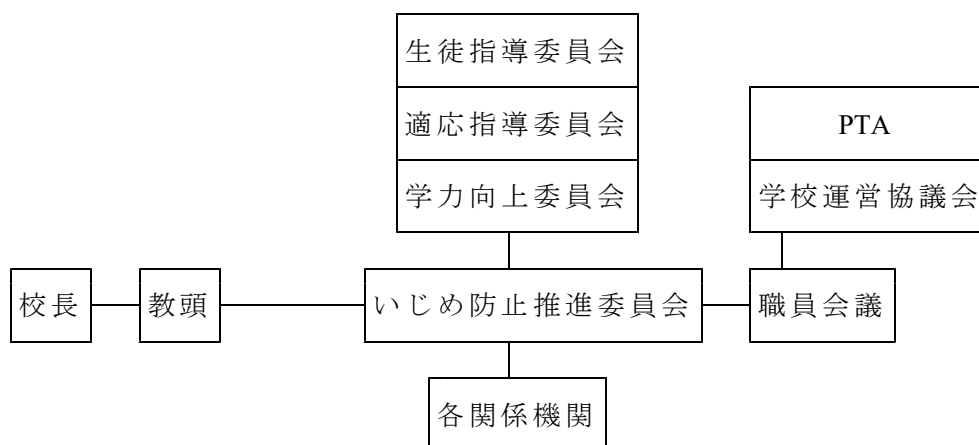 生徒指導委員会
適応指導委員会
PTA
学力向上委員会
学校運営協議会
校長
教頭
いじめ防止推進委員会
職員会議
各関係機関